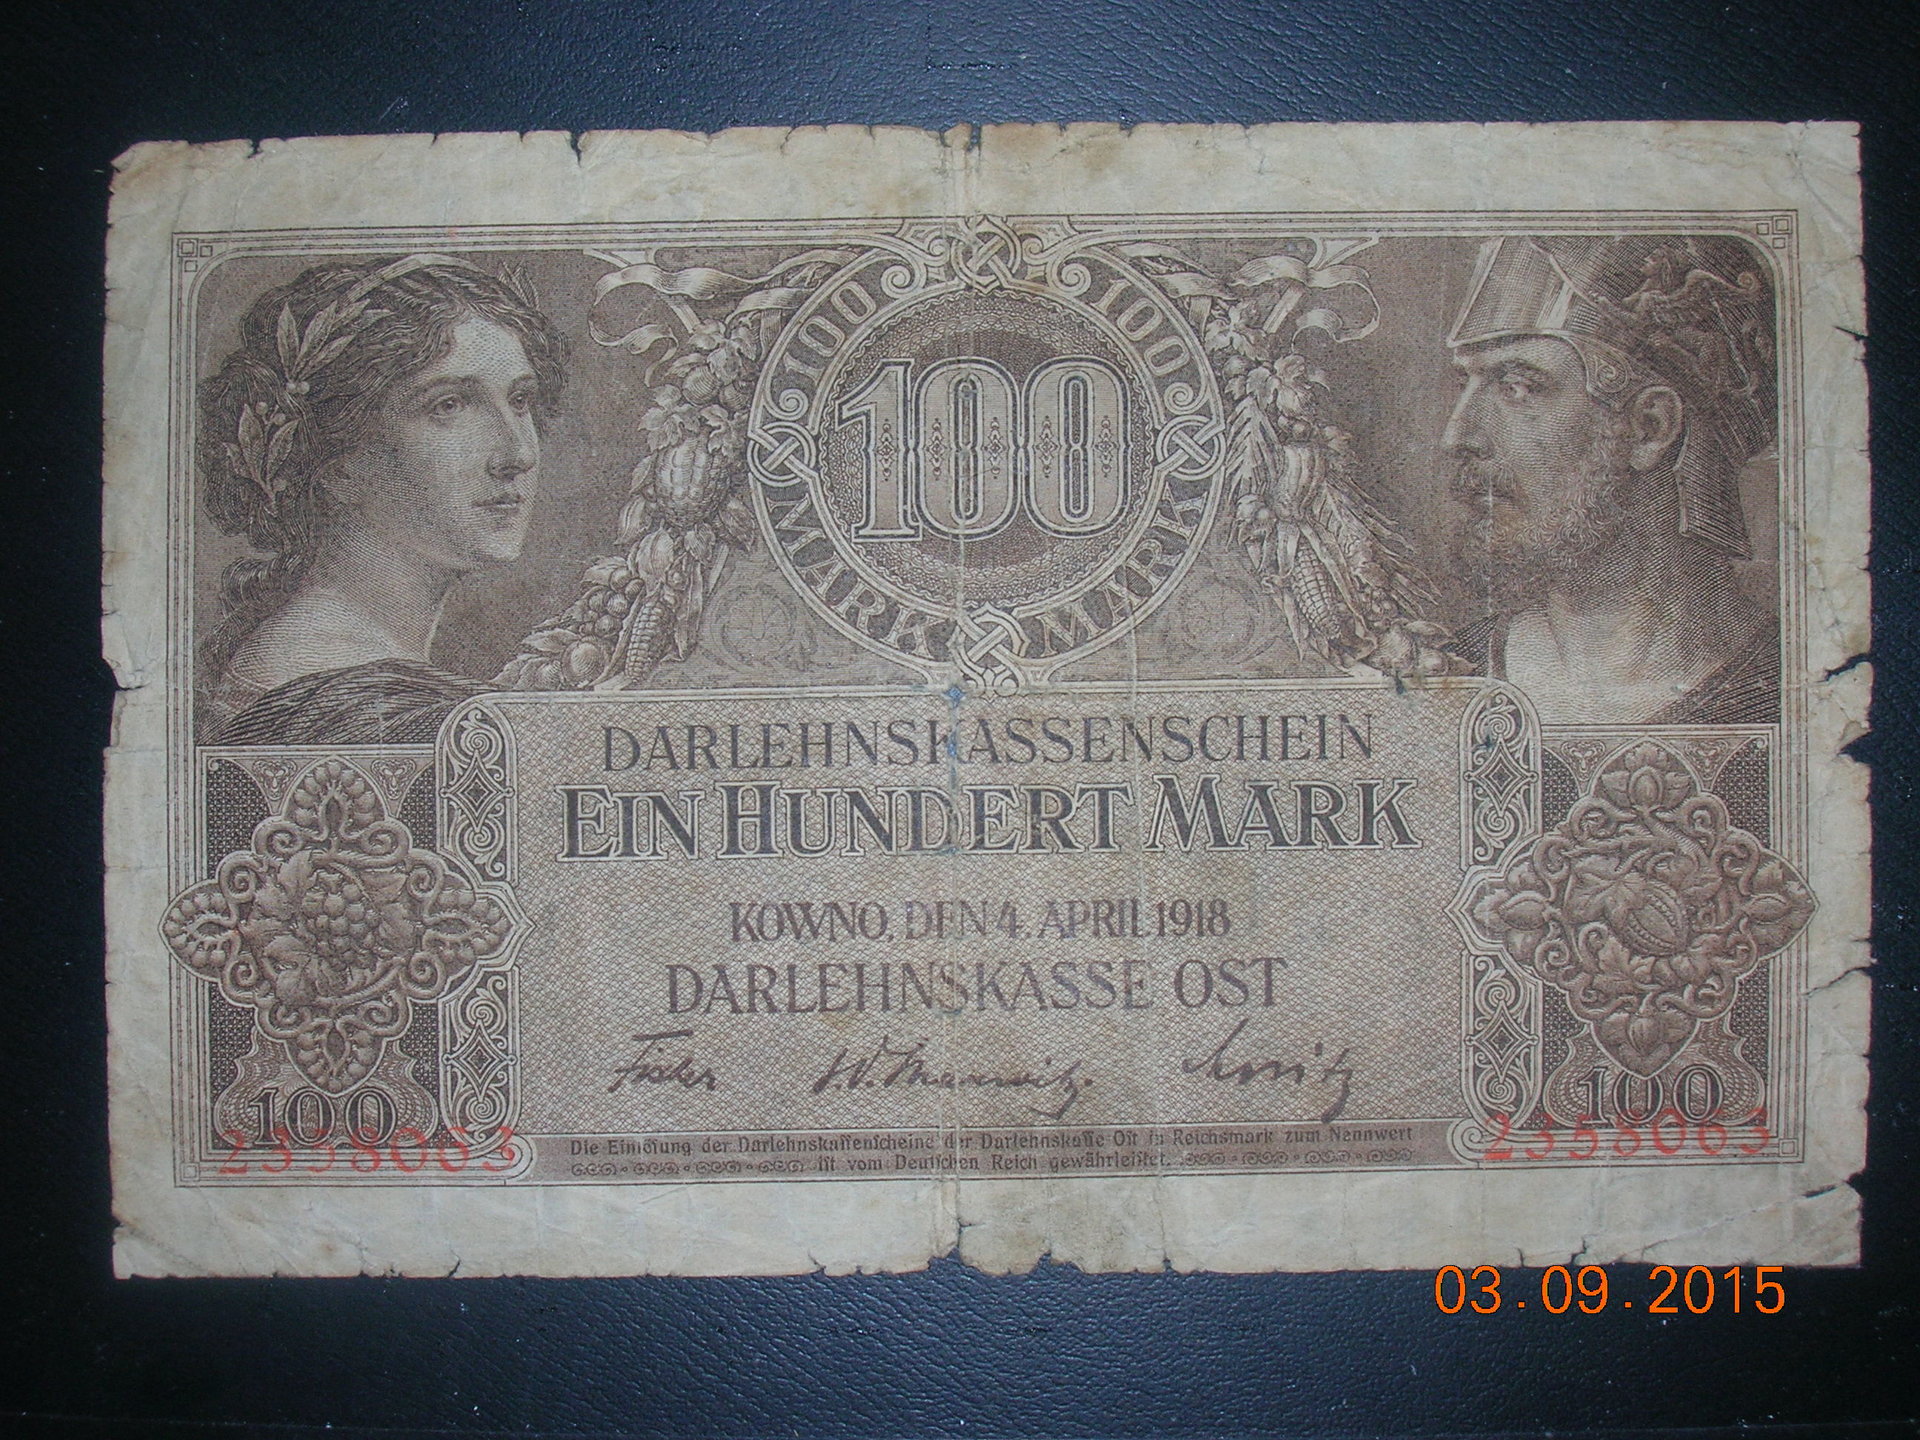 100 100
100
MARK MARK
DARLEHNSKASSENSCHEIN
EIN HUNDERT MARK
KOWNO, DEN 4. APRIL 1918
DARLEHNSKASSE OST
100 100
2358063 2358063
Die Einlösung der Darlehnskassenscheine der Darlehnskasse Ost in Reichsmark zum Nennwert
ist vom Deutschen Reich gewährleistet.
03.09.2015